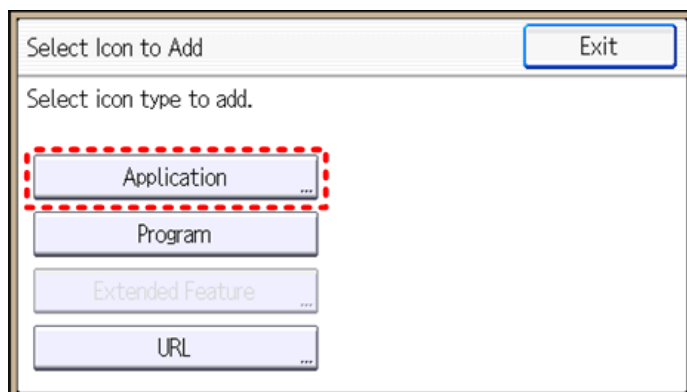 Select Icon to Add
Exit
Select icon type to add.
Application
...
Program
Extended Feature
...
URL
...